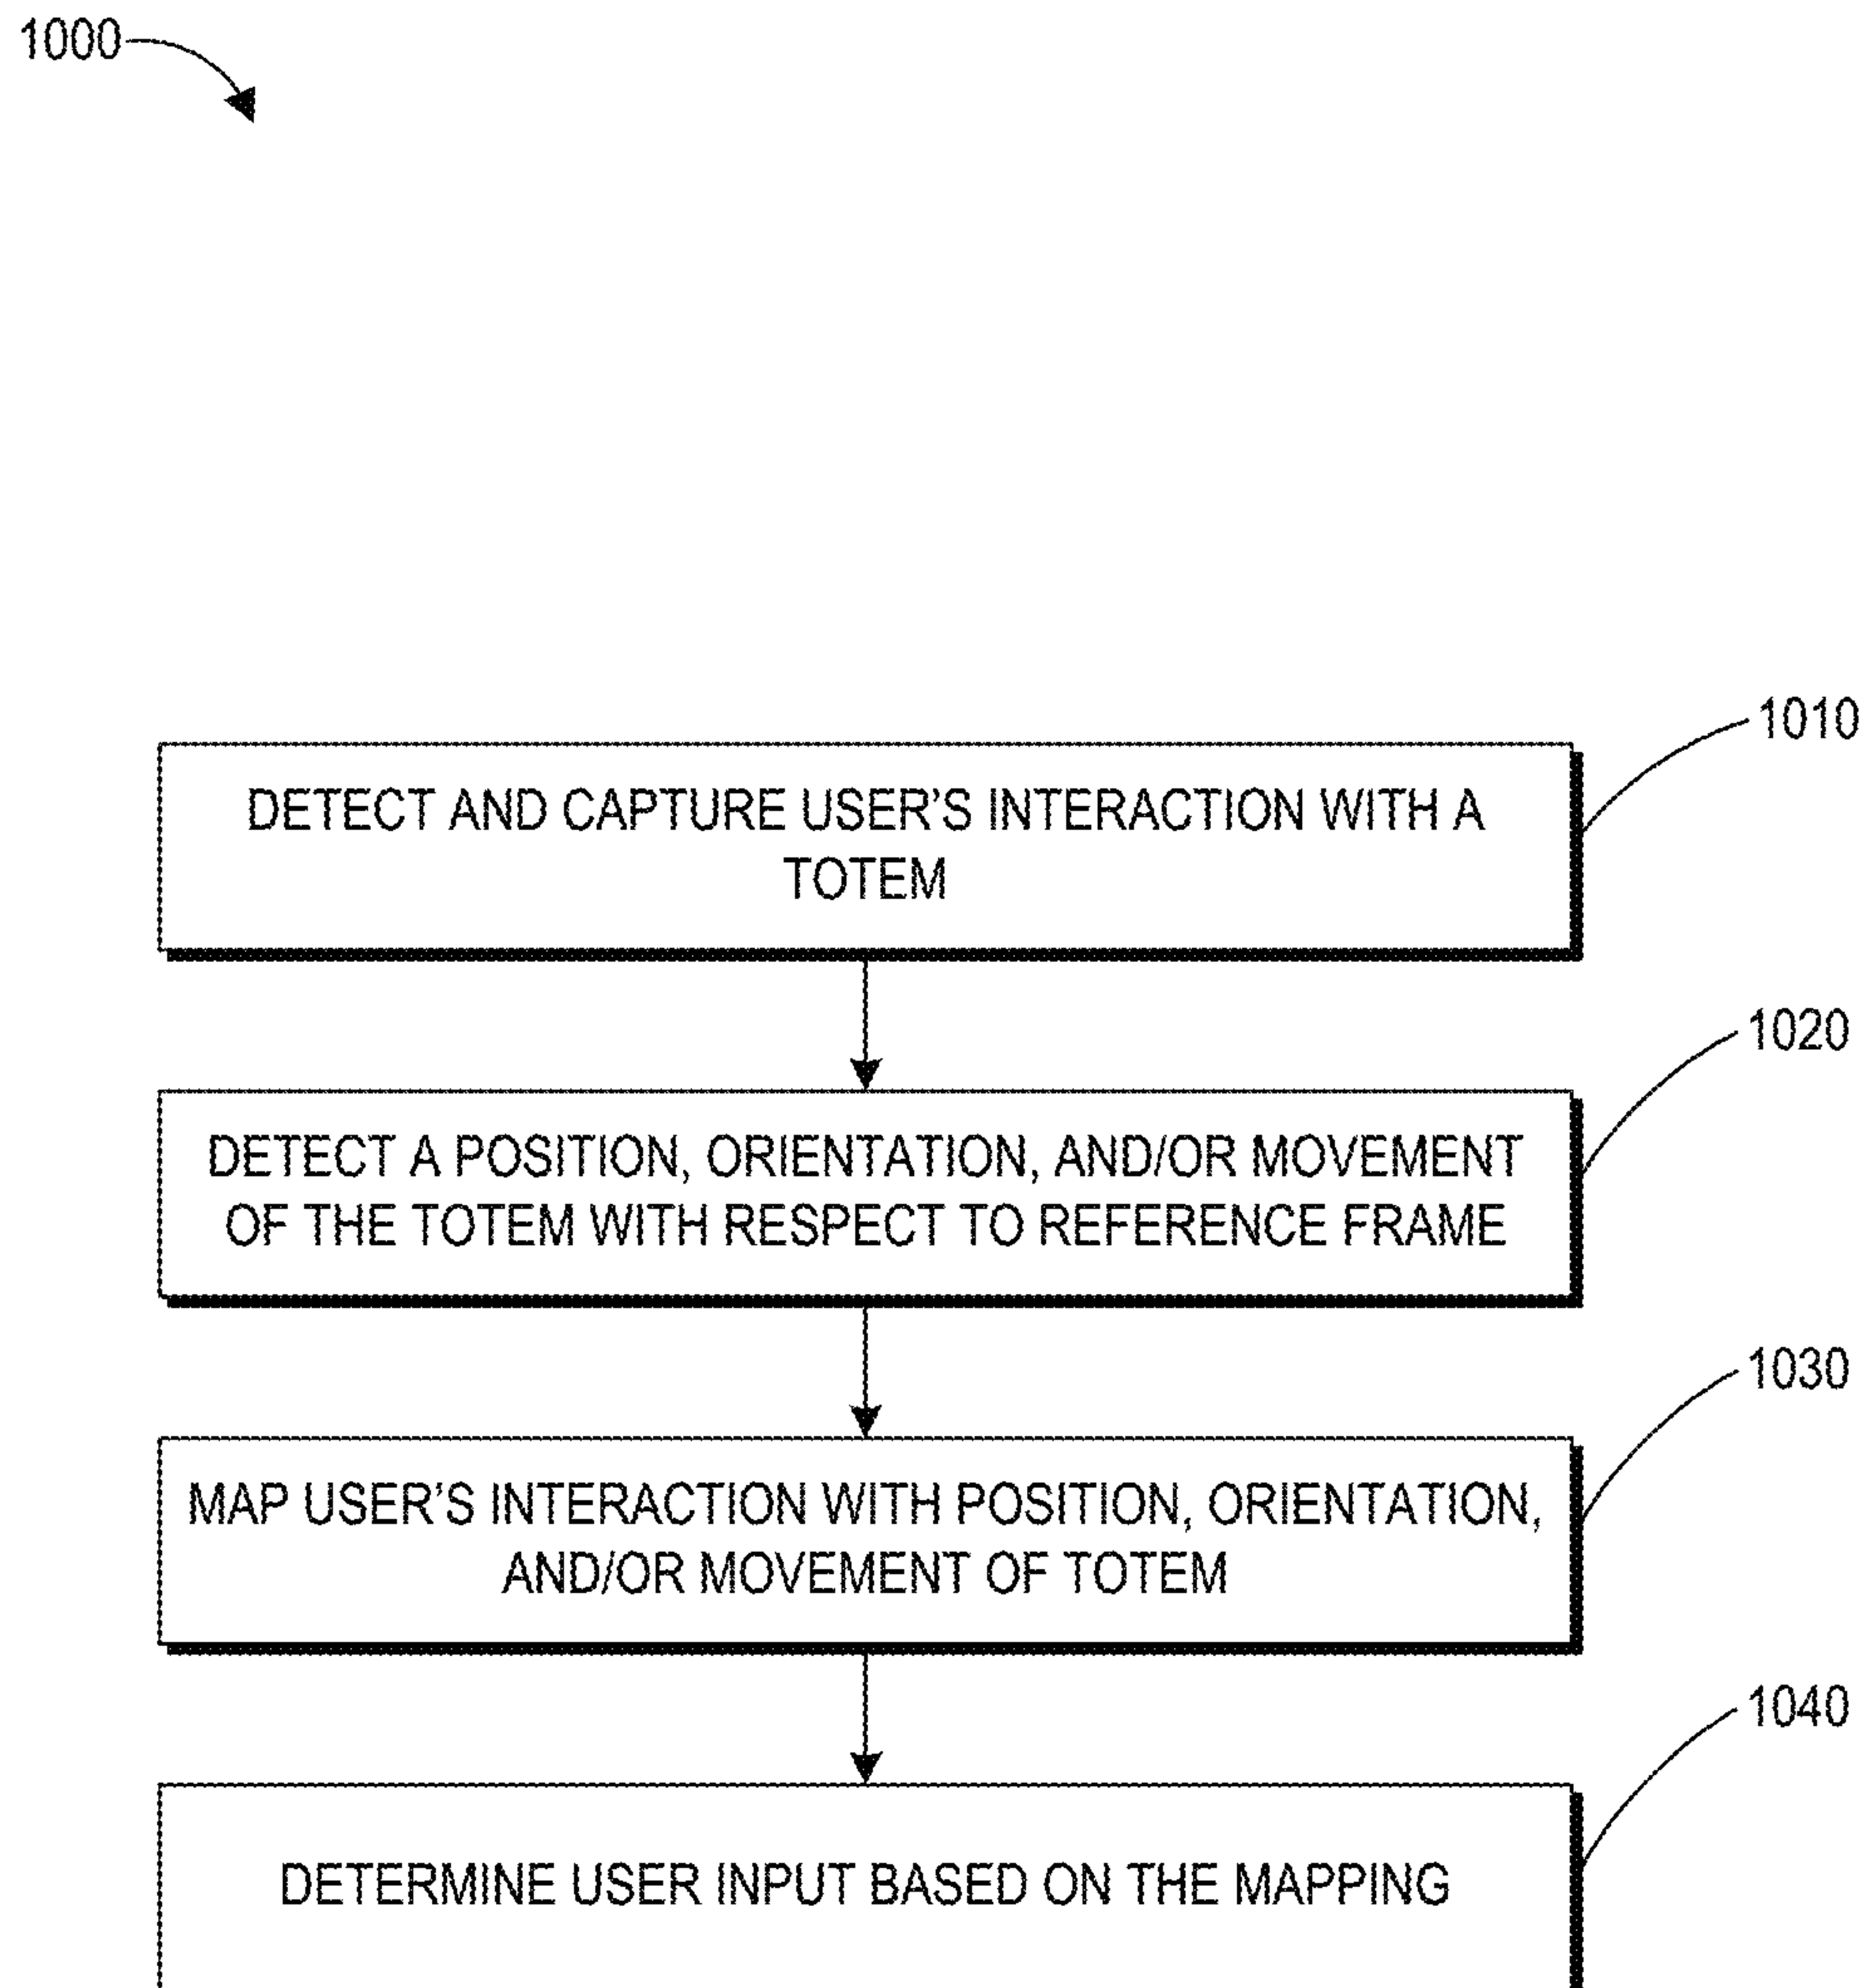 1000
1010
DETECT AND CAPTURE USER'S INTERACTION WITH A
TOTEM
1020
DETECT A POSITION, ORIENTATION, AND/OR MOVEMENT
OF THE TOTEM WITH RESPECT TO REFERENCE FRAME
1030
MAP USER'S INTERACTION WITH POSITION, ORIENTATION,
AND/OR MOVEMENT OF TOTEM
1040
DETERMINE USER INPUT BASED ON THE MAPPING